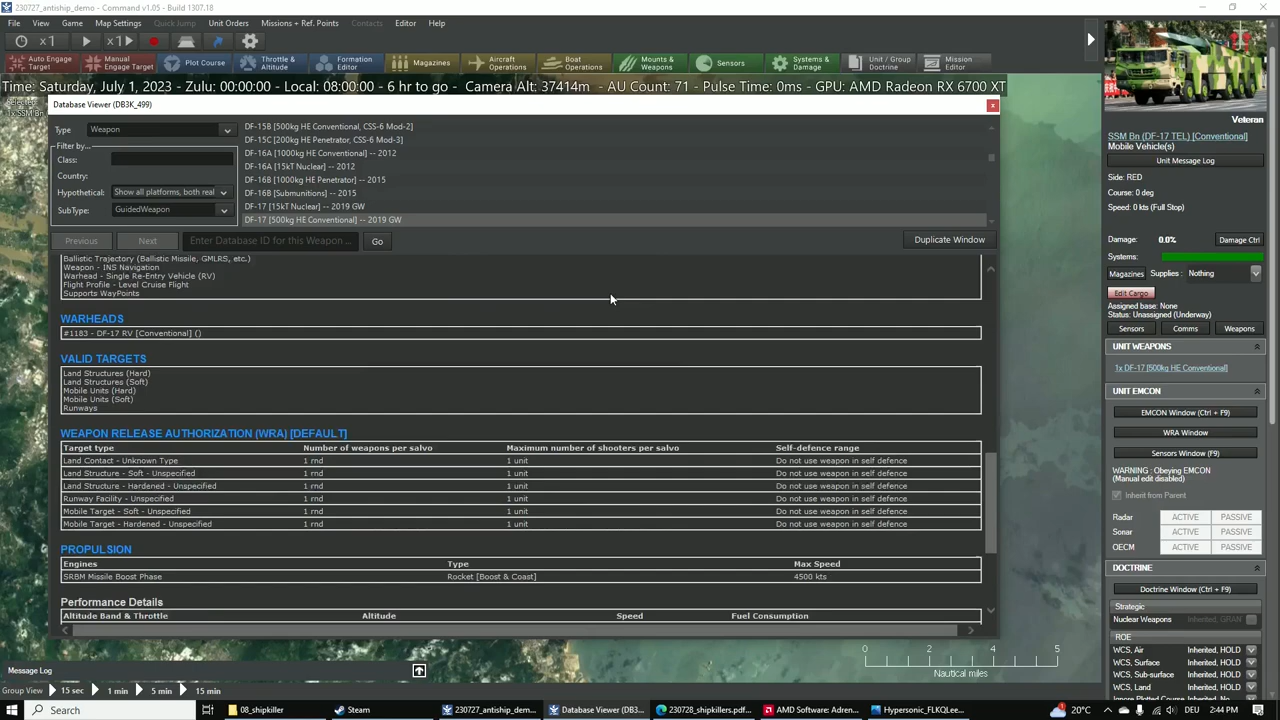 230727_antiship_demo - Command v1.05 - Build 1307.18
File View Game Map Settings Quick Jump Unit Orders Missions + Ref. Points Contacts Editor Help
x1 x1
Auto Engage Target Manual Engage Target Plot Course Throttle & Altitude Formation Editor Magazines Aircraft Operations Boat Operations Mounts & Weapons Sensors Systems & Damage Unit / Group Doctrine Mission Editor
Time: Saturday, July 1, 2023 - Zulu: 00:00:00 - Local: 08:00:00 - 6 hr to go - Camera Alt: 37414m - AU Count: 71 - Pulse Time: 0ms - GPU: AMD Radeon RX 6700 XT
Selected:
1x SSM Bn
Database Viewer (DB3K_499)
Type Weapon
Filter by...
Class:
Country:
Hypothetical: Show all platforms, both real
SubType: GuidedWeapon
DF-15B [500kg HE Conventional, CSS-6 Mod-2]
DF-15C [200kg HE Penetrator, CSS-6 Mod-3]
DF-16A [1000kg HE Conventional] -- 2012
DF-16A [15kT Nuclear] -- 2012
DF-16B [1000kg HE Penetrator] -- 2015
DF-16B [Submunitions] -- 2015
DF-17 [15kT Nuclear] -- 2019 GW
DF-17 [500kg HE Conventional] -- 2019 GW
Previous Next Enter Database ID for this Weapon ... Go Duplicate Window
Ballistic Trajectory (Ballistic Missile, GMLRS, etc.)
Weapon - INS Navigation
Warhead - Single Re-Entry Vehicle (RV)
Flight Profile - Level Cruise Flight
Supports WayPoints
WARHEADS
#1183 - DF-17 RV [Conventional] ()
VALID TARGETS
Land Structures (Hard)
Land Structures (Soft)
Mobile Units (Hard)
Mobile Units (Soft)
Runways
WEAPON RELEASE AUTHORIZATION (WRA) [DEFAULT]
Target type Number of weapons per salvo Maximum number of shooters per salvo Self-defence range
Land Contact - Unknown Type 1 rnd 1 unit Do not use weapon in self defence
Land Structure - Soft - Unspecified 1 rnd 1 unit Do not use weapon in self defence
Land Structure - Hardened - Unspecified 1 rnd 1 unit Do not use weapon in self defence
Runway Facility - Unspecified 1 rnd 1 unit Do not use weapon in self defence
Mobile Target - Soft - Unspecified 1 rnd 1 unit Do not use weapon in self defence
Mobile Target - Hardened - Unspecified 1 rnd 1 unit Do not use weapon in self defence
PROPULSION
Engines Type Max Speed
SRBM Missile Boost Phase Rocket [Boost & Coast] 4500 kts
Performance Details
Altitude Band & Throttle Altitude Speed Fuel Consumption
Veteran
SSM Bn (DF-17 TEL) [Conventional]
Mobile Vehicle(s)
Unit Message Log
Side: RED
Course: 0 deg
Speed: 0 kts (Full Stop)
Damage: 0.0% Damage Ctrl
Systems:
Magazines Supplies: Nothing
Edit Cargo
Assigned base: None
Status: Unassigned (Underway)
Sensors Comms Weapons
UNIT WEAPONS
1x DF-17 [500kg HE Conventional]
UNIT EMCON
EMCON Window (Ctrl + F9)
WRA Window
Sensors Window (F9)
WARNING : Obeying EMCON
(Manual edit disabled)
Inherit from Parent
Radar ACTIVE PASSIVE
Sonar ACTIVE PASSIVE
OECM ACTIVE PASSIVE
DOCTRINE
Doctrine Window (Ctrl + F9)
Strategic
Nuclear Weapons Inherited, GRAN
ROE
WCS, Air Inherited, HOLD
WCS, Surface Inherited, HOLD
WCS, Sub-surface Inherited, HOLD
WCS, Land Inherited, HOLD
0 2 4 5
Nautical miles
Message Log
Group View 15 sec 1 min 5 min 15 min
Search 08_shipkiller Steam 230727_antiship_dem... Database Viewer (DB3... 230728_shipkillers.pdf... AMD Software: Adren... Hypersonic_FLKQLee... 20°C DEU 2:44 PM